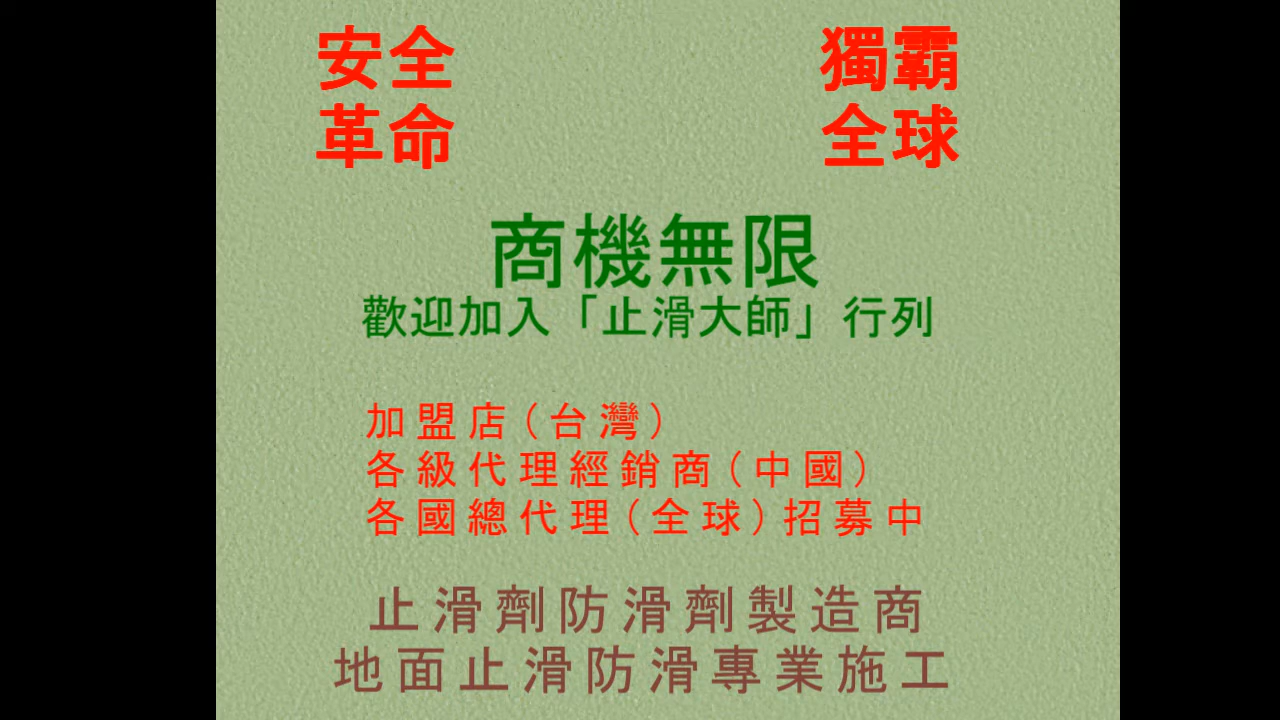 安全
革命
獨霸
全球
商機無限
歡迎加入「止滑大師」行列
加盟店(台灣)
各級代理經銷商(中國)
各國總代理(全球)招募中
止滑劑防滑劑製造商
地面止滑防滑專業施工